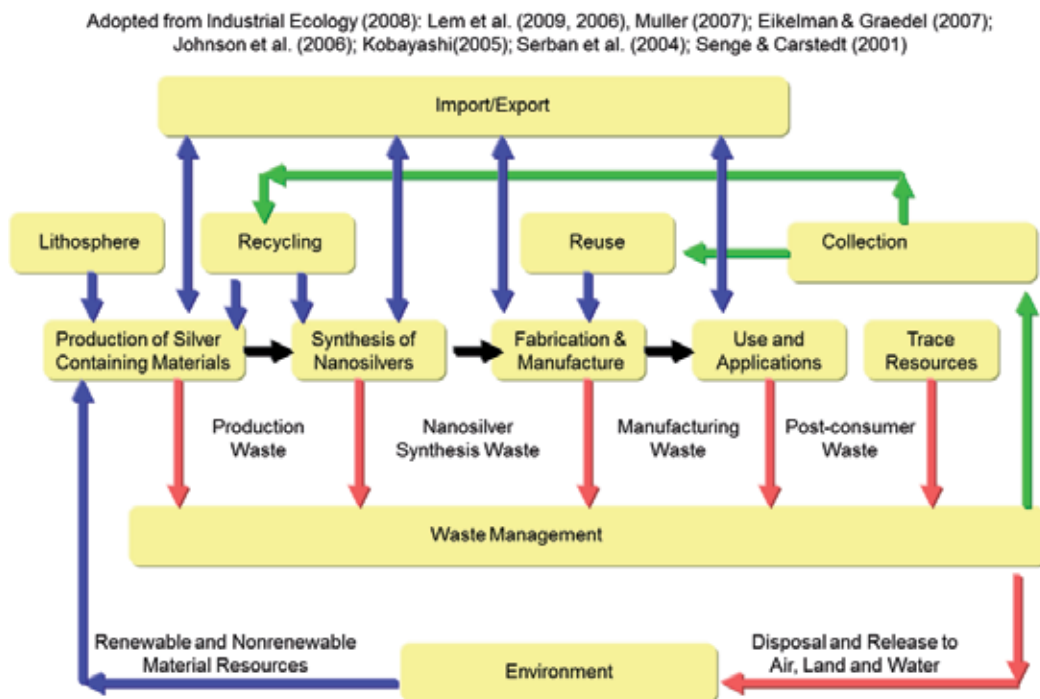 Adopted from Industrial Ecology (2008): Lem et al. (2009, 2006), Muller (2007); Eikelman & Graedel (2007);
Johnson et al. (2006); Kobayashi(2005); Serban et al. (2004); Senge & Carstedt (2001)
Import/Export
Lithosphere
Recycling
Reuse
Collection
Production of Silver
Containing Materials
Synthesis of
Nanosilvers
Fabrication &
Manufacture
Use and
Applications
Trace
Resources
Production
Waste
Nanosilver
Synthesis Waste
Manufacturing
Waste
Post-consumer
Waste
Waste Management
Renewable and Nonrenewable
Material Resources
Environment
Disposal and Release to
Air, Land and Water